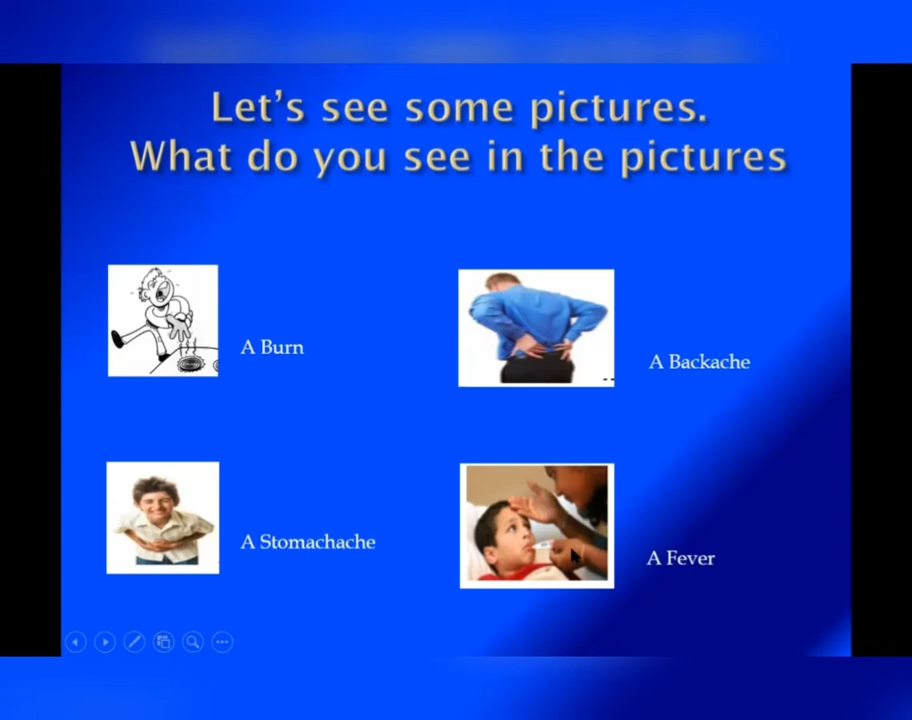 Let's see some pictures.
What do you see in the pictures
A Burn
A Backache
A Stomachache
A Fever